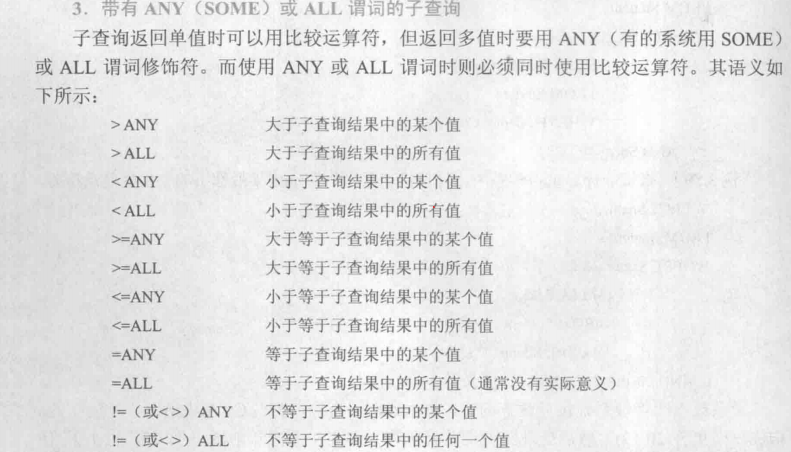 3．带有 ANY（SOME）或 ALL 谓词的子查询
子查询返回单值时可以用比较运算符，但返回多值时要用 ANY（有的系统用 SOME）
或 ALL 谓词修饰符。而使用 ANY 或 ALL 谓词时则必须同时使用比较运算符。其语义如
下所示：
> ANY 大于子查询结果中的某个值
> ALL 大于子查询结果中的所有值
< ANY 小于子查询结果中的某个值
< ALL 小于子查询结果中的所有值
>=ANY 大于等于子查询结果中的某个值
>=ALL 大于等于子查询结果中的所有值
<=ANY 小于等于子查询结果中的某个值
<=ALL 小于等于子查询结果中的所有值
=ANY 等于子查询结果中的某个值
=ALL 等于子查询结果中的所有值（通常没有实际意义）
!=（或<>）ANY 不等于子查询结果中的某个值
!=（或<>）ALL 不等于子查询结果中的任何一个值